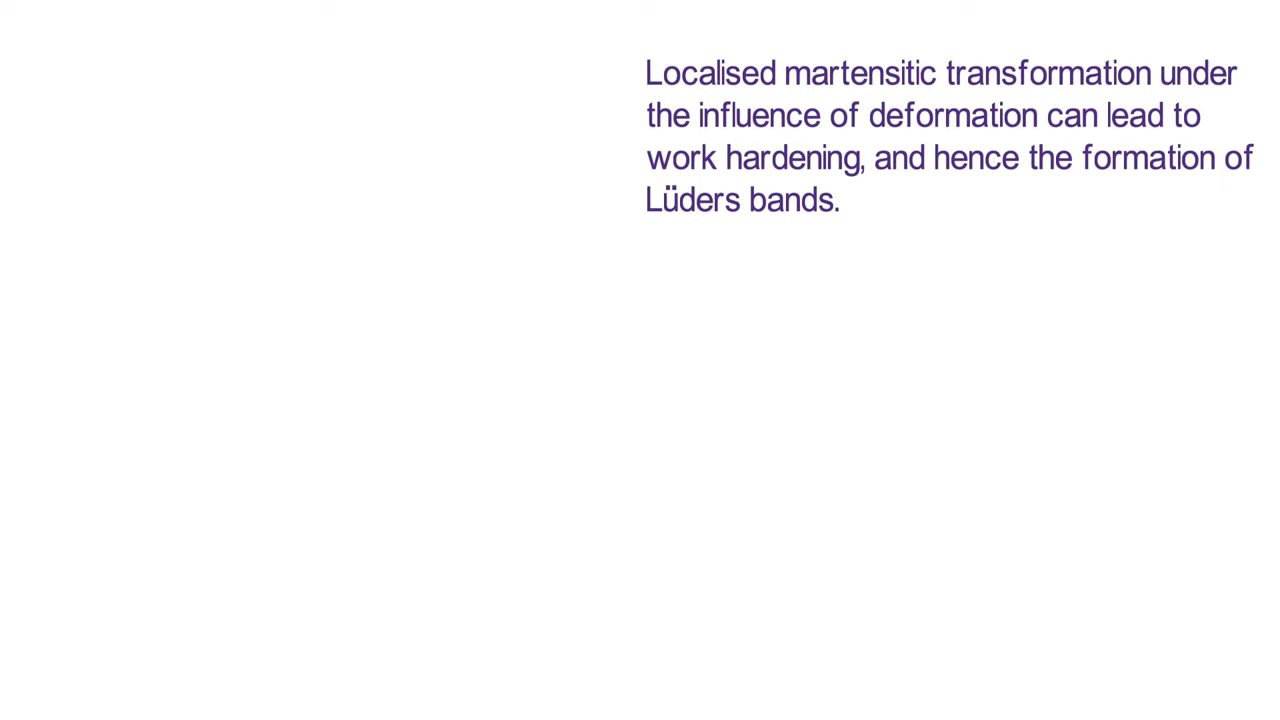 Localised martensitic transformation under
the influence of deformation can lead to
work hardening, and hence the formation of
Lüders bands.